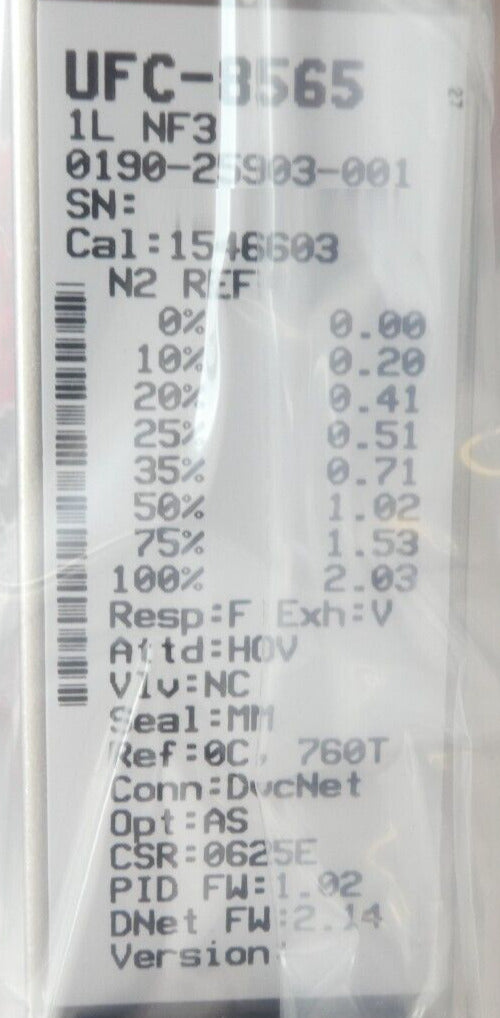 UFC-8565
1L NF3
0190-25903-001
SN:
Cal:1546603
N2 REF
0% 0.00
10% 0.20
20% 0.41
25% 0.51
35% 0.71
50% 1.02
75% 1.53
100% 2.03
Resp:F Exh:V
Attd:HOV
Vlv:NC
Seal:MM
Ref:0C, 760T
Conn:DvcNet
Opt:AS
CSR:0625E
PID FW:1.02
DNet FW:2.14
Version:
27